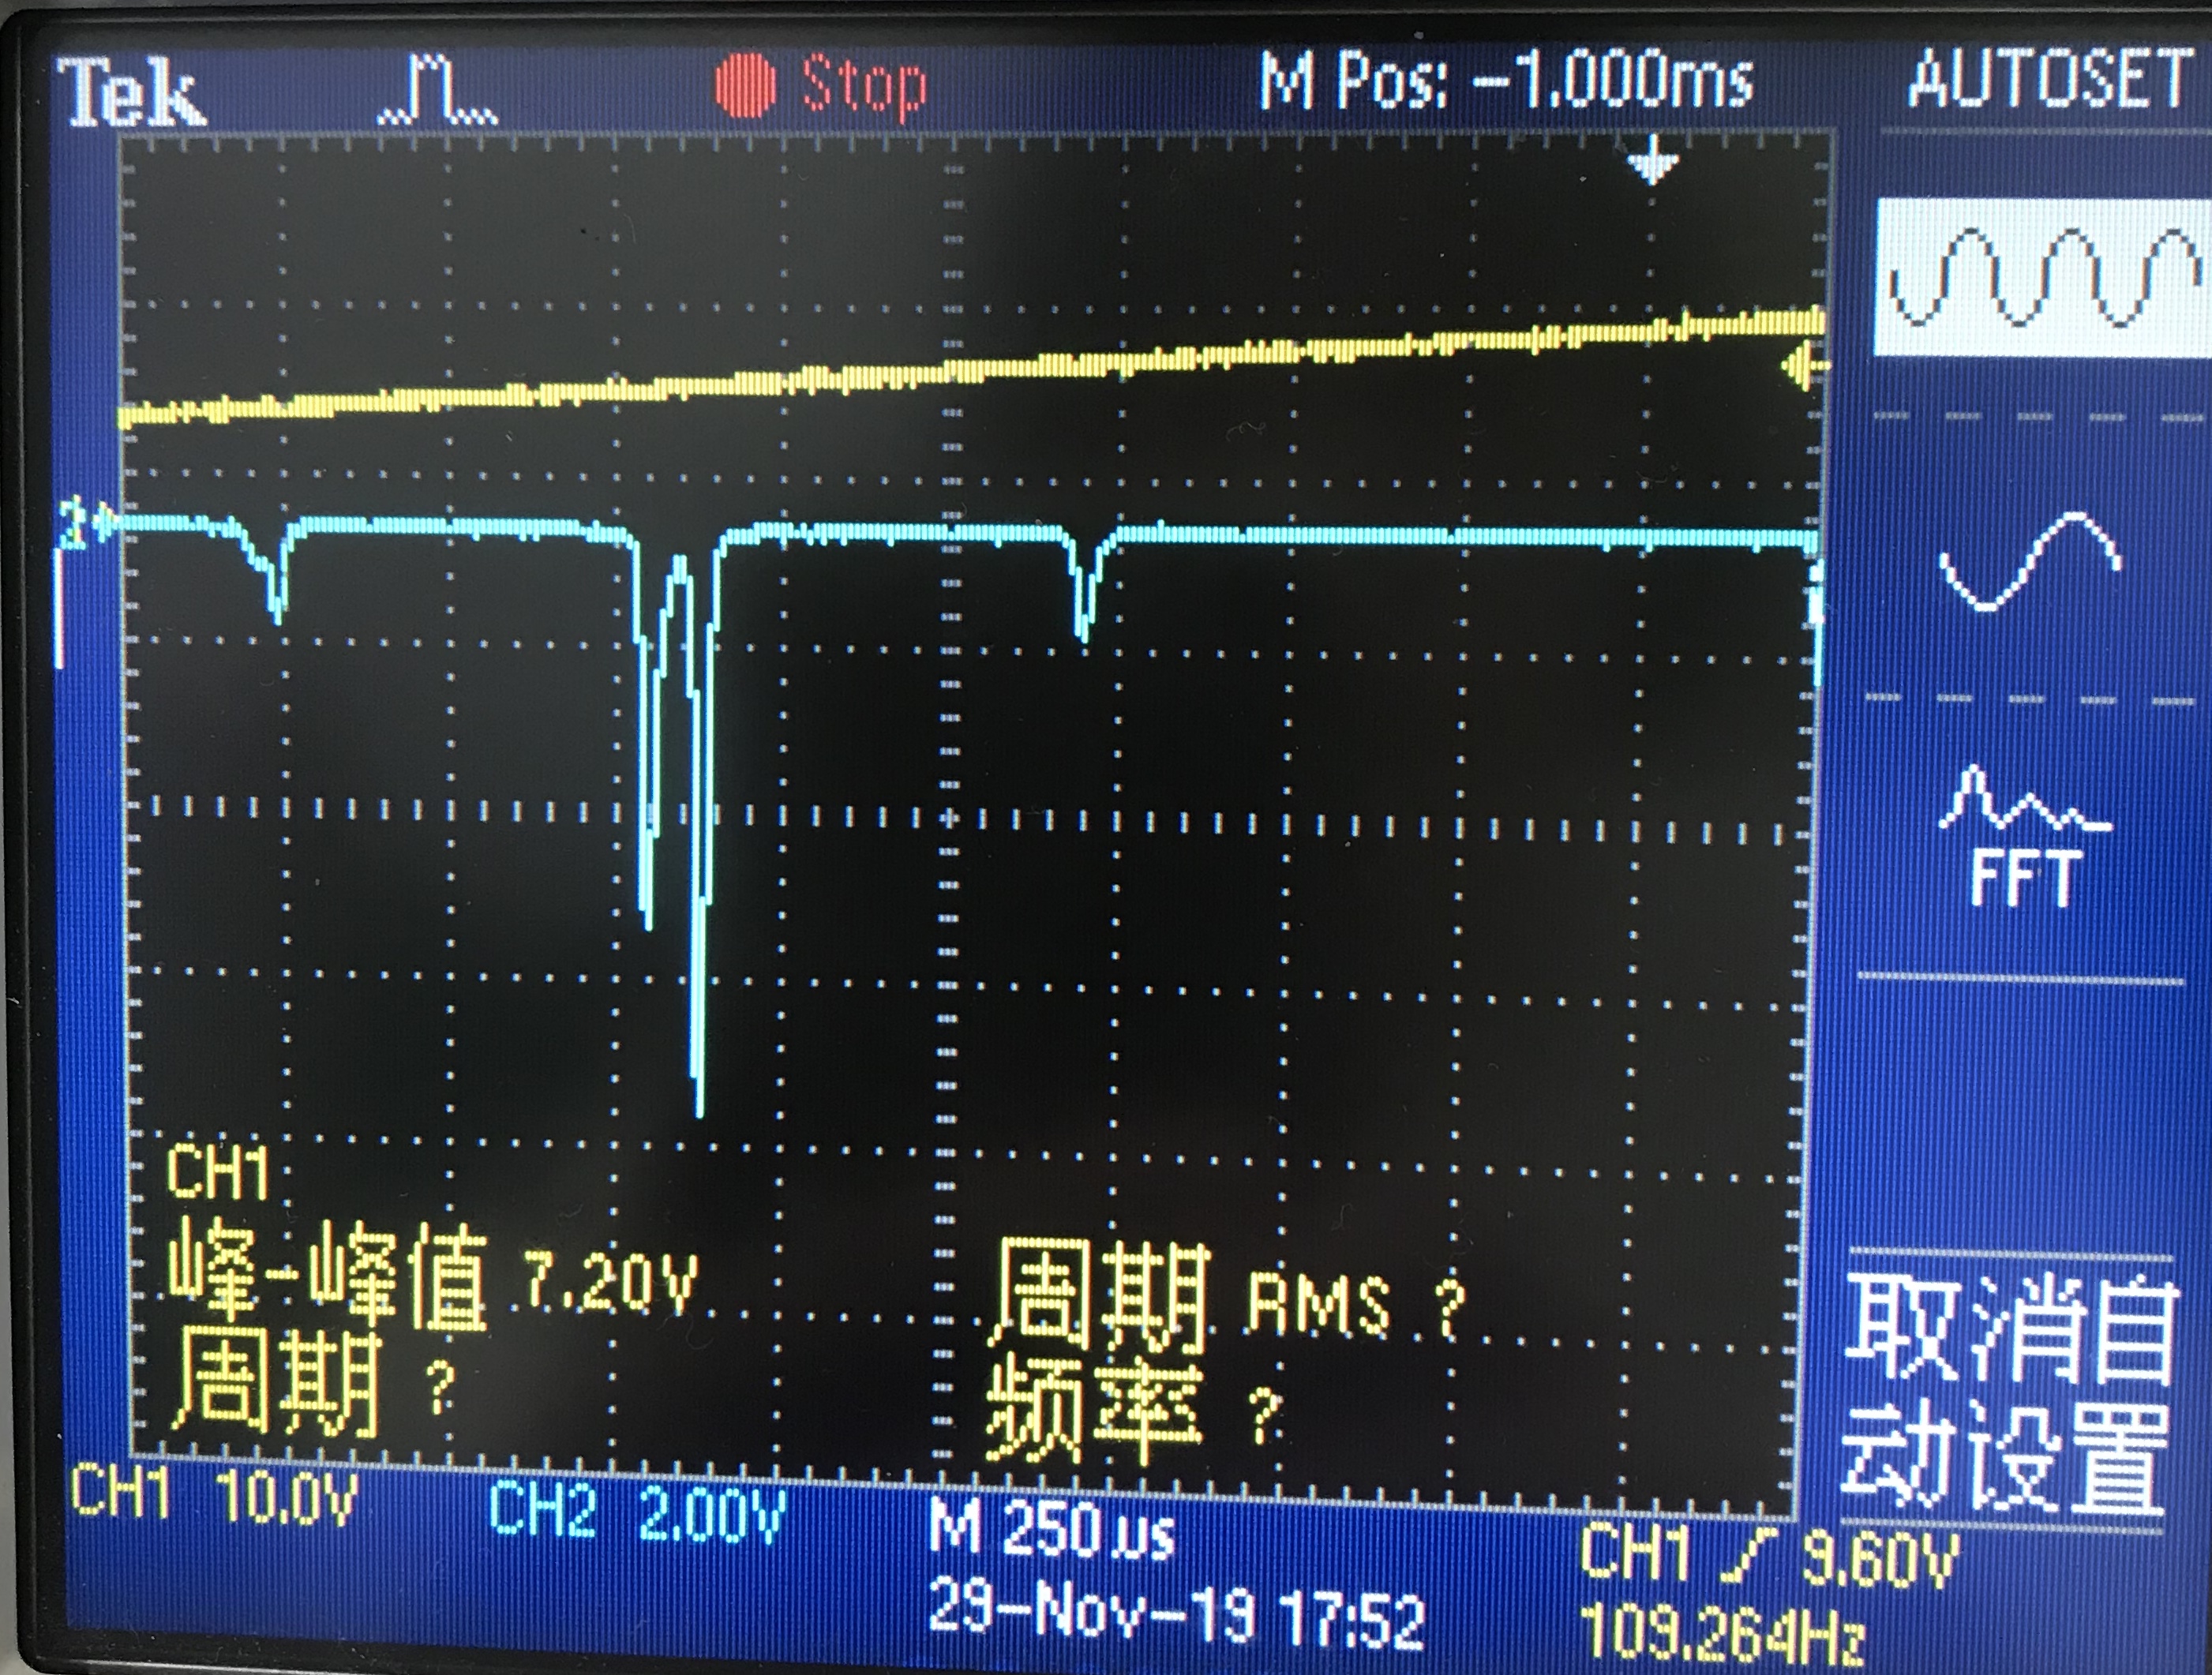 Tek Stop M Pos: -1.000ms AUTOSET
2
FFT
CH1
峰-峰值 7.20V 周期 RMS ?
周期 ? 频率 ?
取消自
动设置
CH1 10.0V CH2 2.00V M 250µs CH1 9.60V
29-Nov-19 17:52 109.264Hz